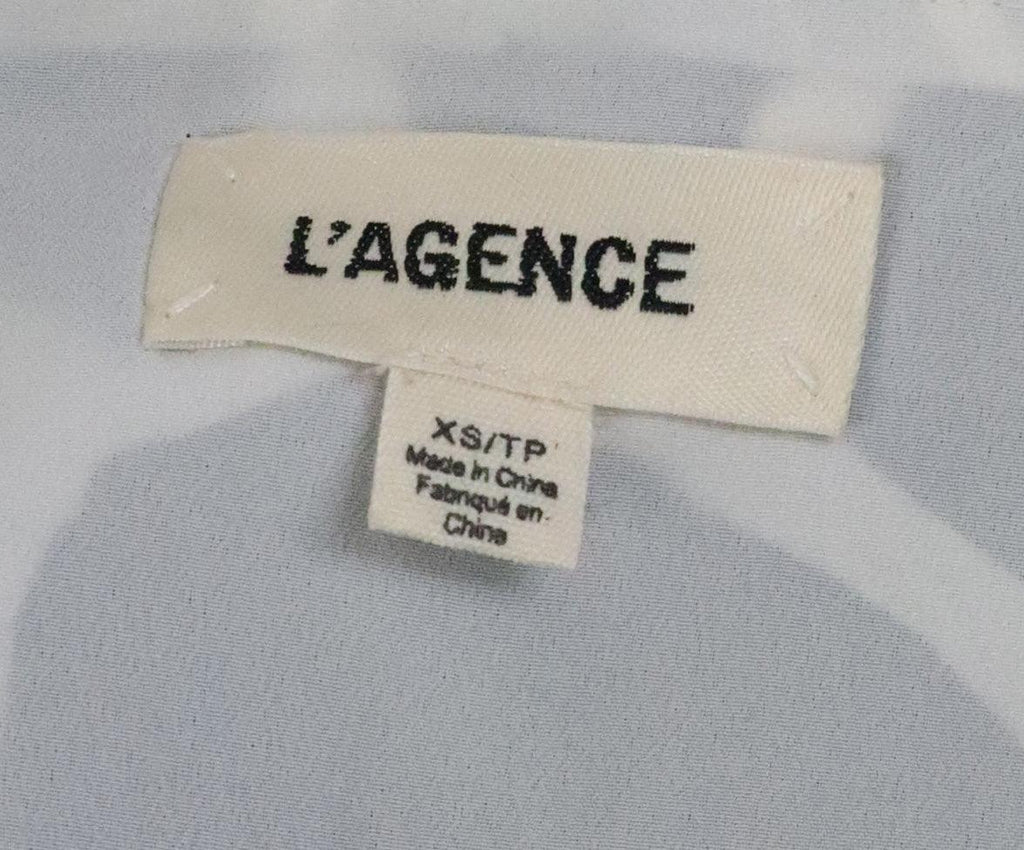 L'AGENCE
XS/TP
Made in China
Fabriqué en
China